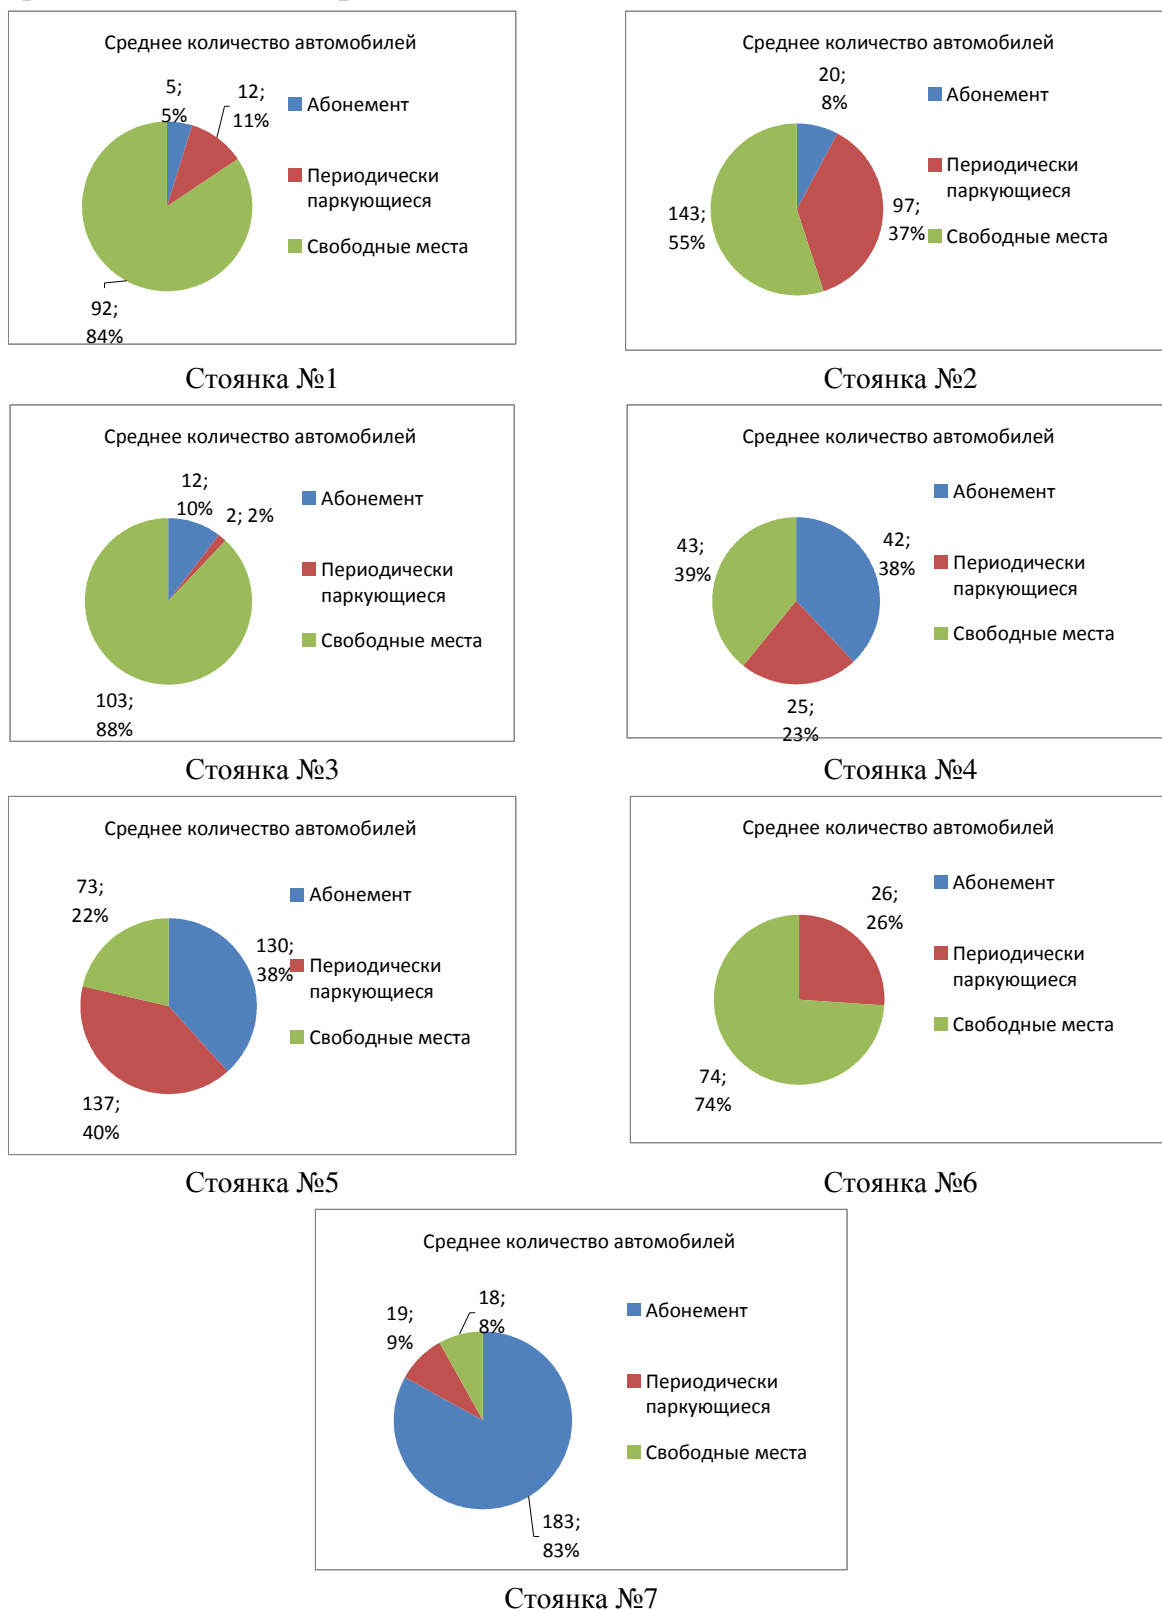 Среднее количество автомобилей
5;
5%
12;
11%
92;
84%
Абонемент
Периодически
паркующиеся
Свободные места
Стоянка №1
Среднее количество автомобилей
20;
8%
97;
37%
143;
55%
Абонемент
Периодически
паркующиеся
Свободные места
Стоянка №2
Среднее количество автомобилей
12;
10%
2; 2%
103;
88%
Абонемент
Периодически
паркующиеся
Свободные места
Стоянка №3
Среднее количество автомобилей
42;
38%
25;
23%
43;
39%
Абонемент
Периодически
паркующиеся
Свободные места
Стоянка №4
Среднее количество автомобилей
73;
22%
130;
38%
137;
40%
Абонемент
Периодически
паркующиеся
Свободные места
Стоянка №5
Среднее количество автомобилей
26;
26%
74;
74%
Абонемент
Периодически
паркующиеся
Свободные места
Стоянка №6
Среднее количество автомобилей
19;
9%
18;
8%
183;
83%
Абонемент
Периодически
паркующиеся
Свободные места
Стоянка №7